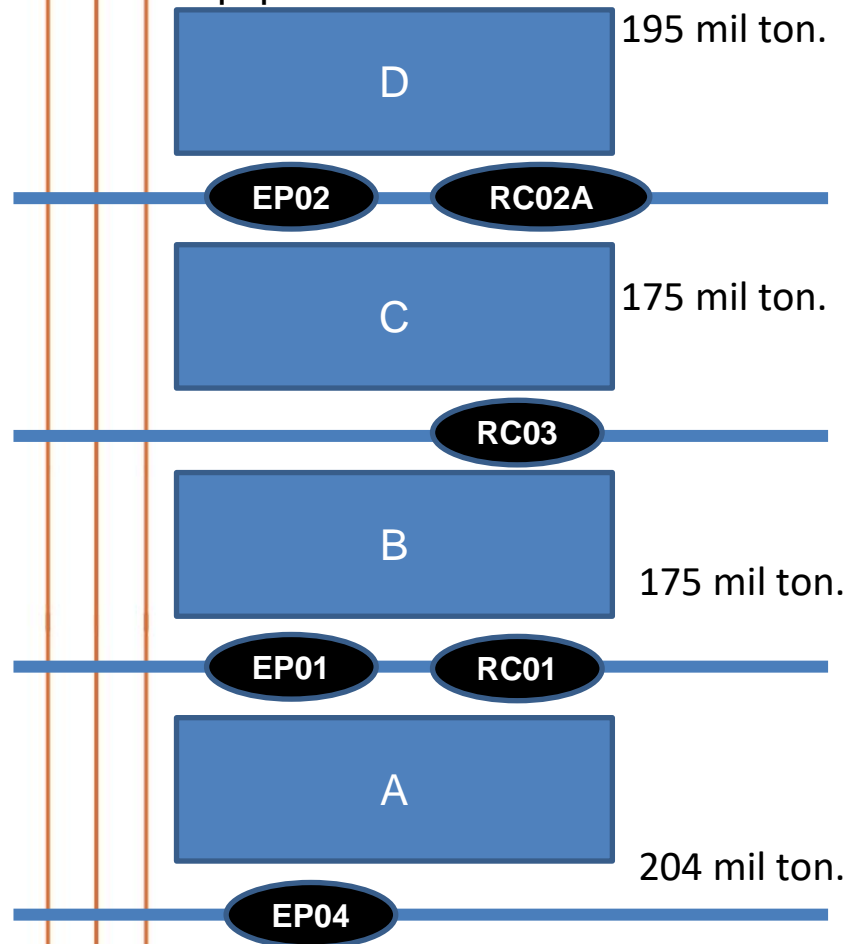 195 mil ton.
D
EP02 RC02A
C
175 mil ton.
RC03
B
175 mil ton.
EP01 RC01
A
204 mil ton.
EP04